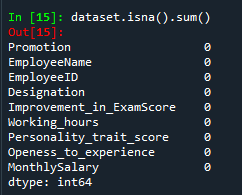 In [15]: dataset.isna().sum()
Out[15]:
Promotion 0
EmployeeName 0
EmployeeID 0
Designation 0
Improvement_in_ExamScore 0
Working_hours 0
Personality_trait_score 0
Openess_to_experience 0
MonthlySalary 0
dtype: int64